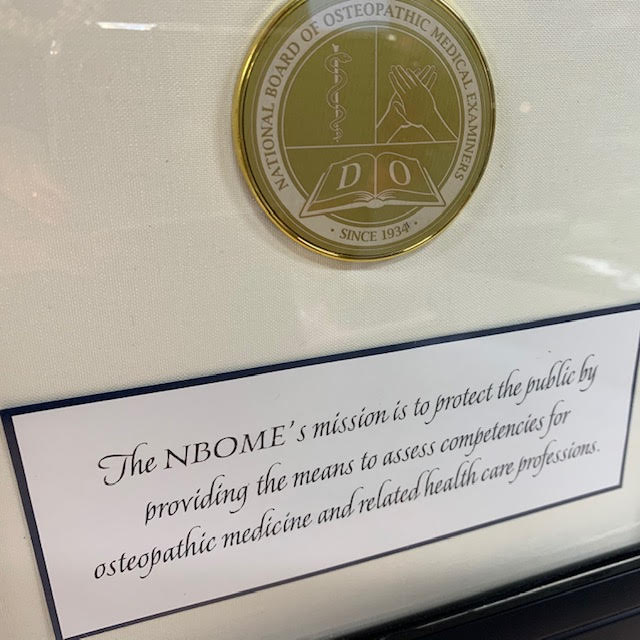 NATIONAL BOARD OF OSTEOPATHIC MEDICAL EXAMINERS
D O
· SINCE 1934 ·
The NBOME's mission is to protect the public by
providing the means to assess competencies for
osteopathic medicine and related health care professions.